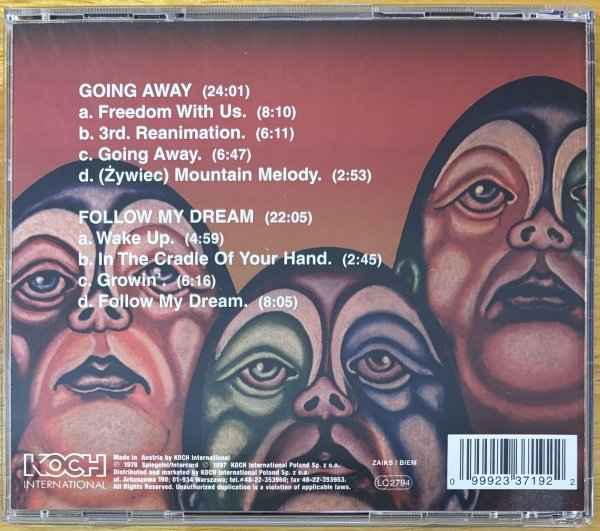 GOING AWAY (24:01)
a. Freedom With Us. (8:10)
b. 3rd. Reanimation. (6:11)
c. Going Away. (6:47)
d. (Żywiec) Mountain Melody. (2:53)
FOLLOW MY DREAM (22:05)
a. Wake Up. (4:59)
b. In The Cradle Of Your Hand. (2:45)
c. Growin'. (6:16)
d. Follow My Dream. (8:05)
KOCH
INTERNATIONAL
Made in Austria by KOCH International
℗ 1978 Spiegelei/Intercord © 1997 KOCH International Poland Sp. z o.o.
Distributed and marketed by KOCH International Poland Sp. z o.o.
ul. Arkuszowa 190; 01-934 Warszawa; tel.+48-22-353960; fax 48-22-353953.
All Rights Reserved. Unauthorized duplication is a violation of applicable laws.
ZAIKS / BIEM
LC 2794
0 99923 37192 2